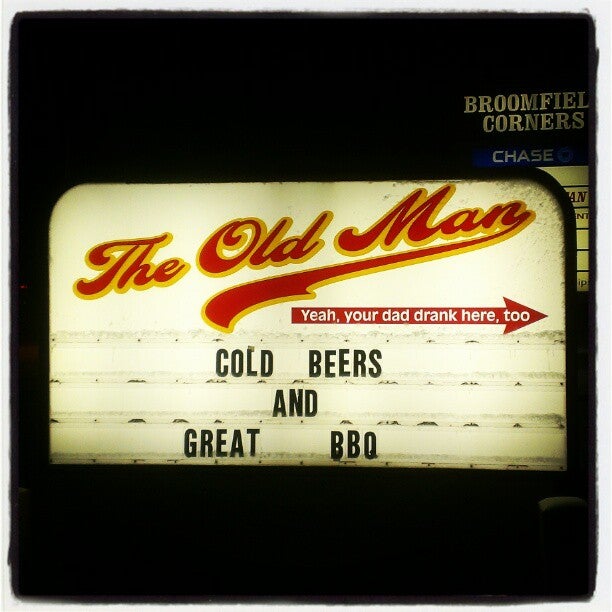 BROOMFIEL
CORNERS
CHASE
The Old Man
Yeah, your dad drank here, too
COLD BEERS
AND
GREAT BBQ